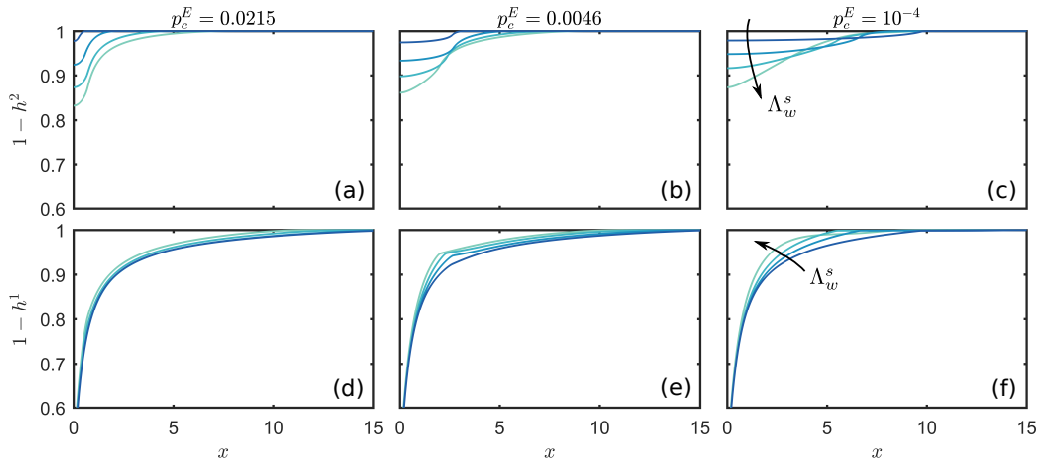 p_c^E = 0.0215
p_c^E = 0.0046
p_c^E = 10^{-4}
1
0.9
0.8
0.7
0.6
1 − h^2
(a)
(b)
(c)
Λ_w^s
1
0.9
0.8
0.7
0.6
1 − h^1
(d)
(e)
(f)
Λ_w^s
0 5 10 15
0 5 10 15
0 5 10 15
x
x
x